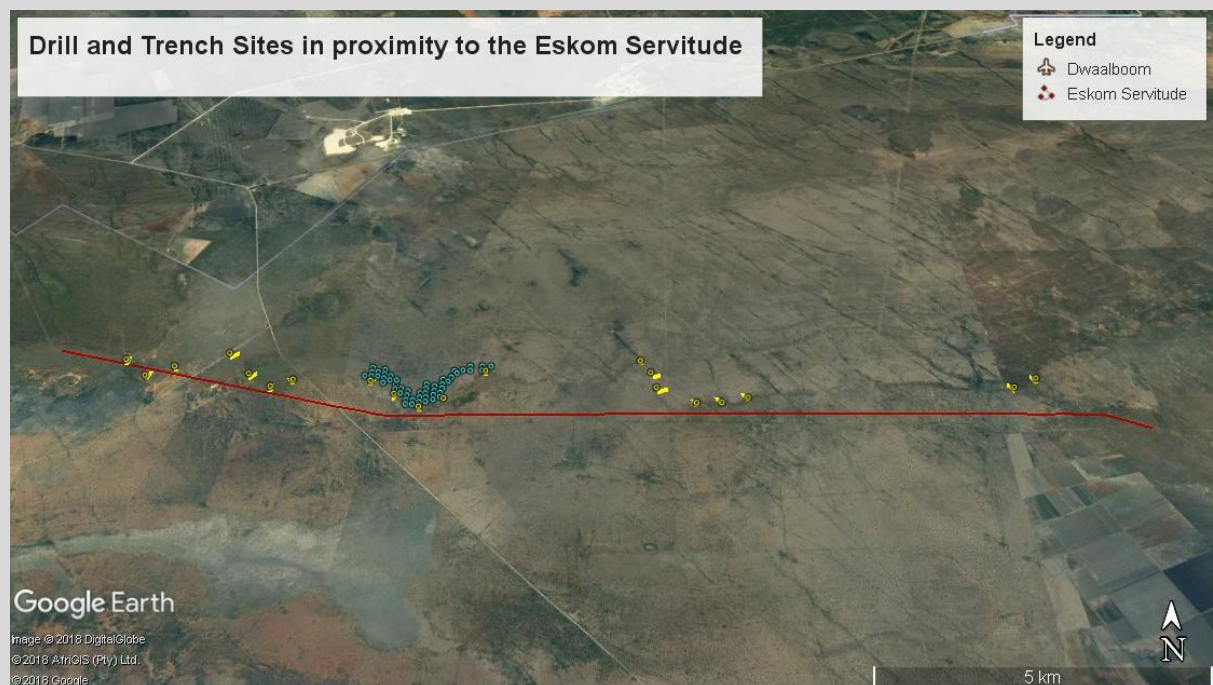 Drill and Trench Sites in proximity to the Eskom Servitude
Legend
Dwaalboom
Eskom Servitude
Google Earth
Image © 2018 DigitalGlobe
© 2018 AfriGIS (Pty) Ltd.
© 2018 Google
N
5 km